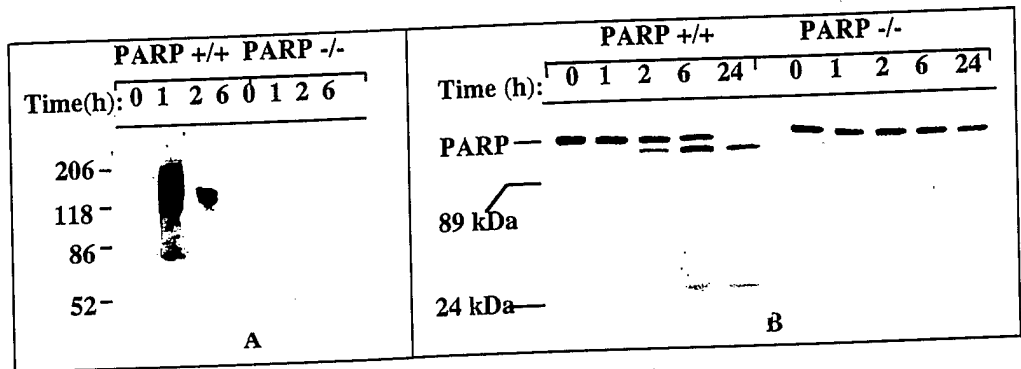 PARP +/+ PARP -/-
Time(h): 0 1 2 6 0 1 2 6
206
118
86
52
A
PARP +/+ PARP -/-
Time (h): 0 1 2 6 24 0 1 2 6 24
PARP
89 kDa
24 kDa
B